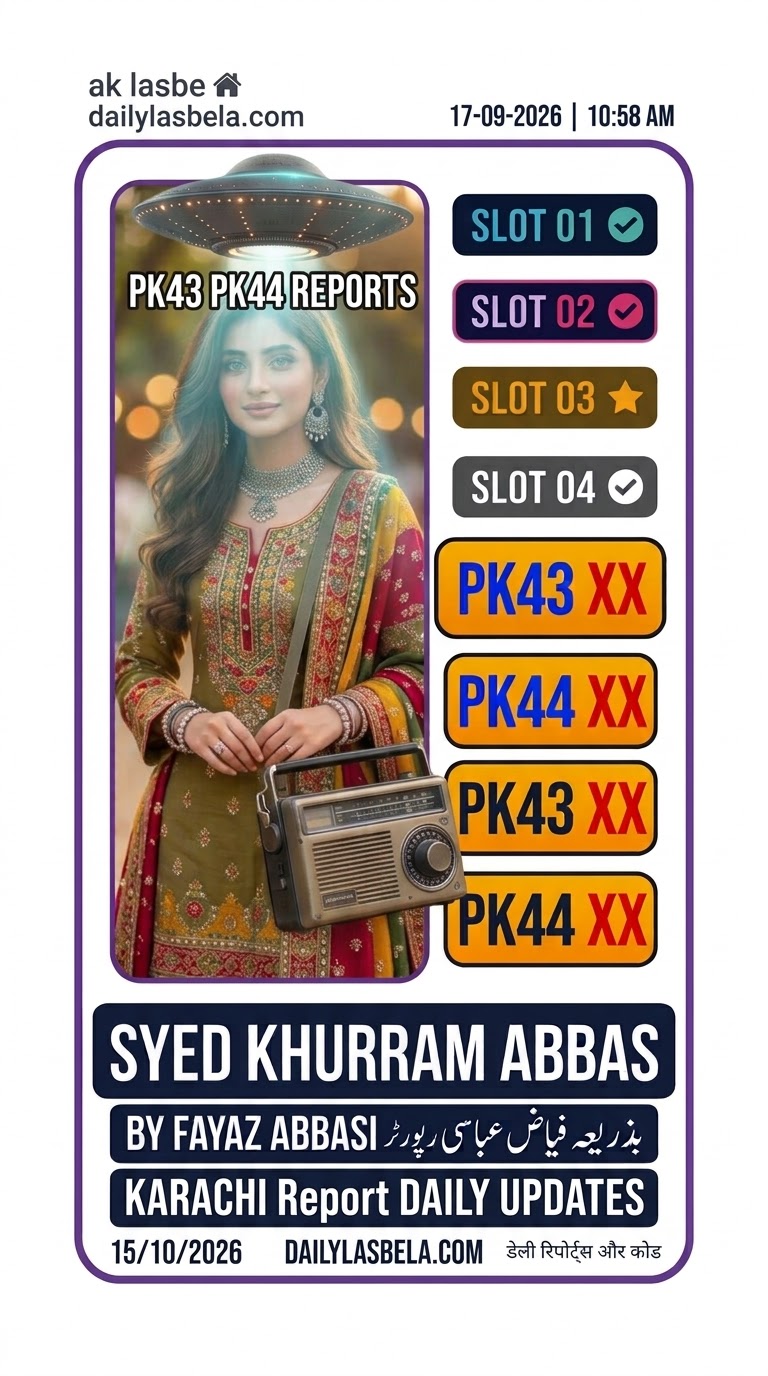 ak lasbe
dailylasbela.com
17-09-2026 | 10:58 AM
PK43 PK44 REPORTS
SLOT 01
SLOT 02
SLOT 03
SLOT 04
PK43 XX
PK44 XX
PK43 XX
PK44 XX
SYED KHURRAM ABBAS
BY FAYAZ ABBASI بذریعہ فیاض عباسی رپورٹر
KARACHI Report DAILY UPDATES
15/10/2026 DAILYLASBELA.COM डेली रिपोर्ट्स और कोड